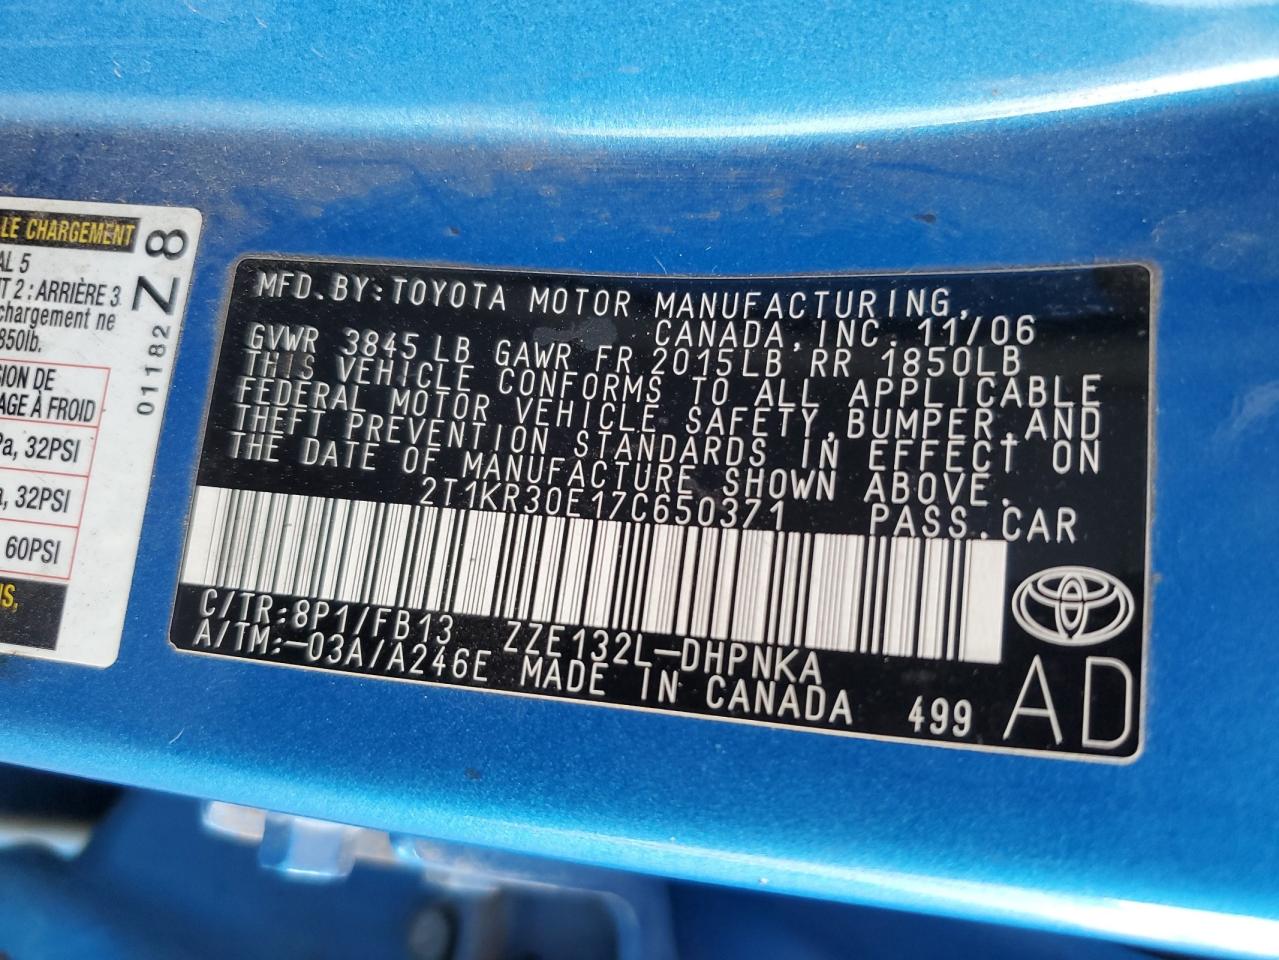 LE CHARGEMENT
AL 5
T 2 : ARRIÈRE 3
chargement ne
850lb.
ION DE
AGE À FROID
Pa, 32PSI
a, 32PSI
60PSI
S,
01182 Z8
MFD.BY:TOYOTA MOTOR MANUFACTURING,
CANADA,INC. 11/06
GVWR 3845 LB GAWR FR 2015LB RR 1850LB
THIS VEHICLE CONFORMS TO ALL APPLICABLE
FEDERAL MOTOR VEHICLE SAFETY,BUMPER,AND
THEFT PREVENTION STANDARDS IN EFFECT ON
THE DATE OF MANUFACTURE SHOWN ABOVE.
2T1KR30E17C650371 PASS.CAR
C/TR:8P1/FB13 ZZE132L-DHPNKA
A/TM:-03A/A246E MADE IN CANADA 499
AD